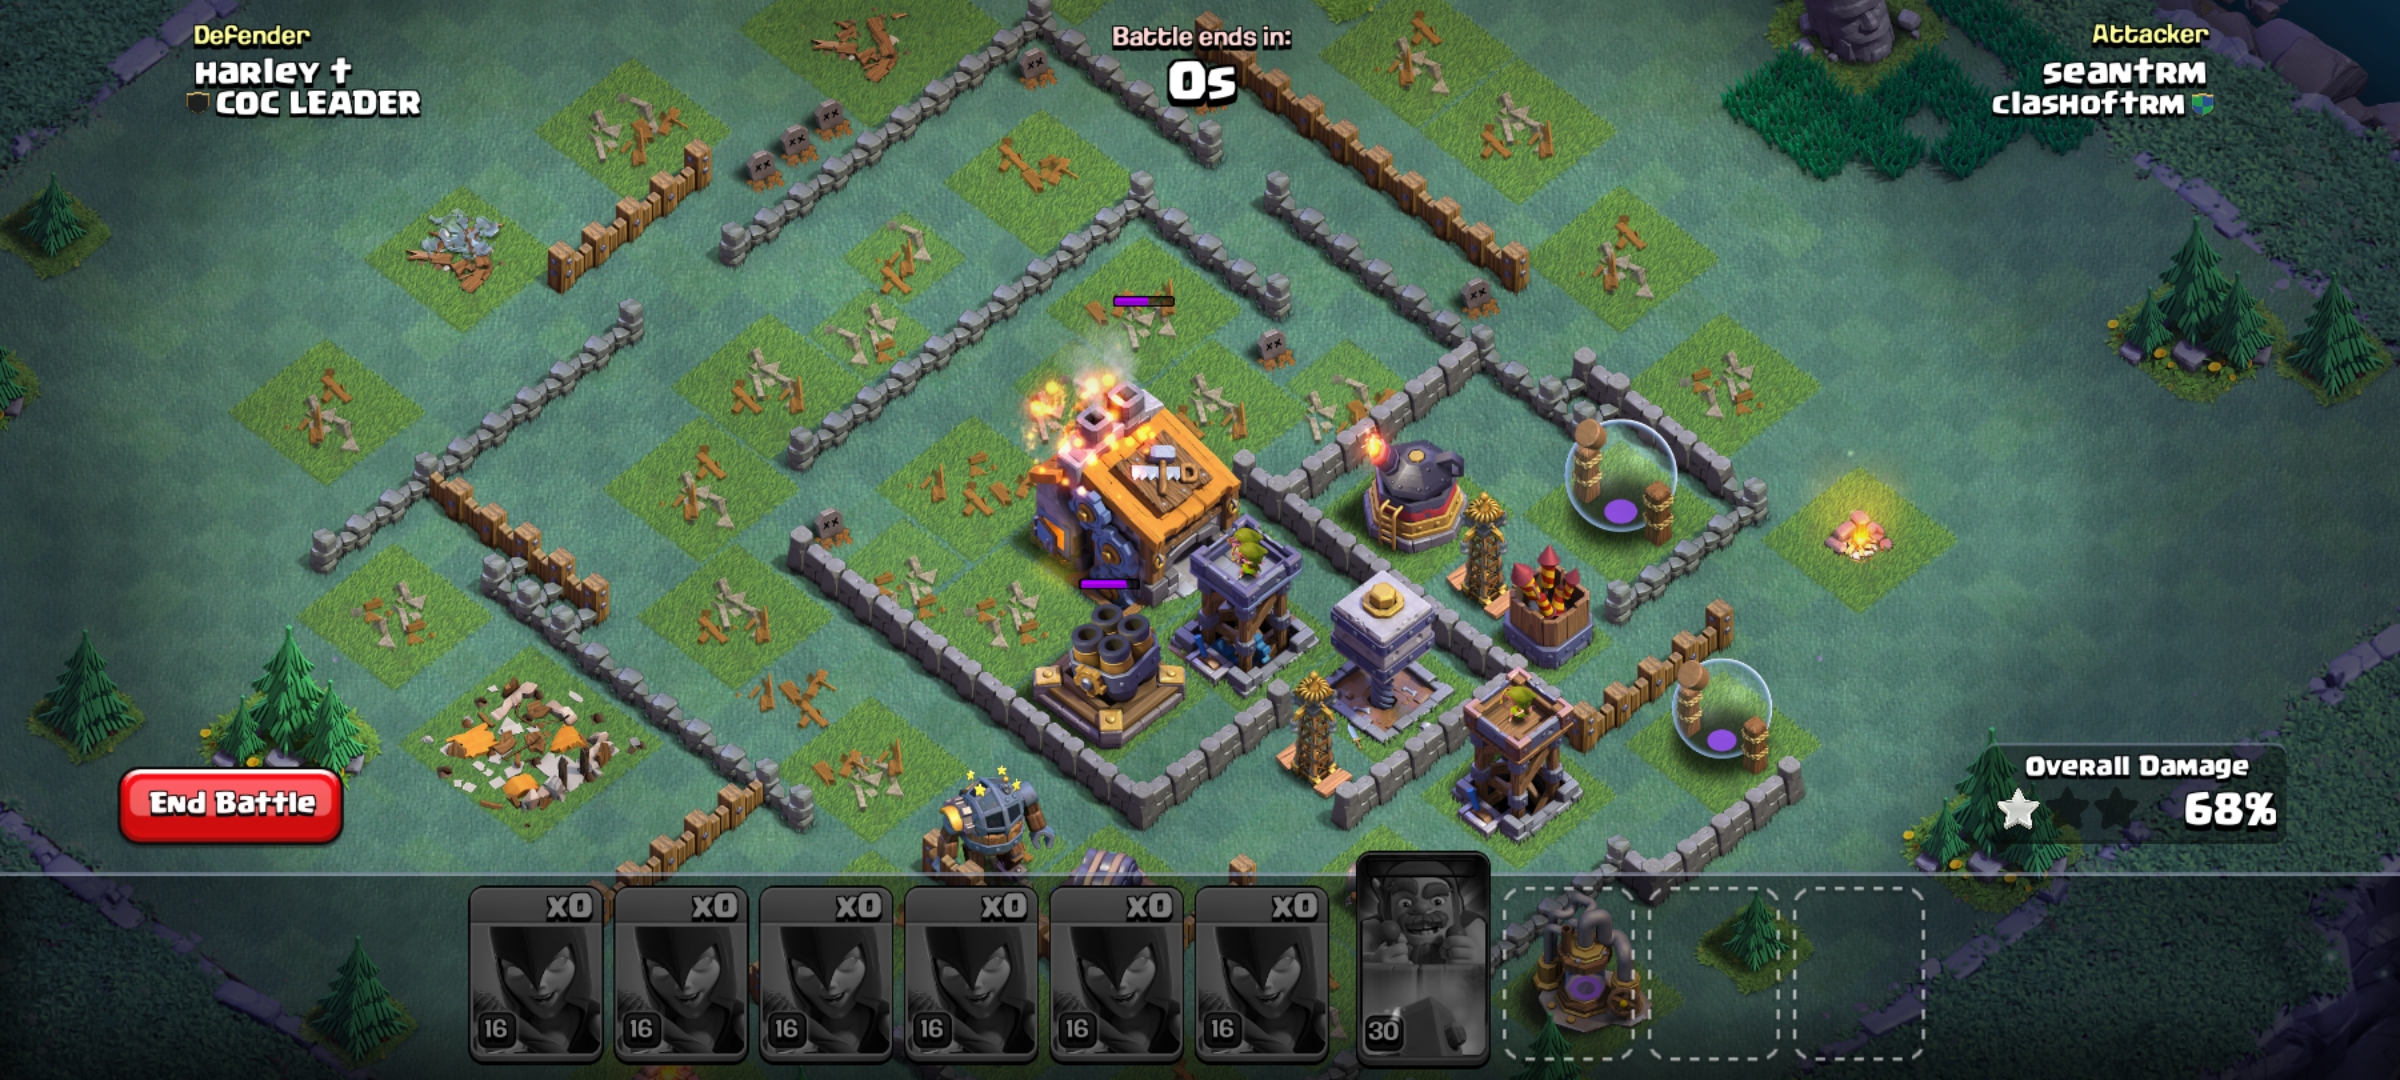 Defender
Harley †
COC LEADER
Battle ends in:
0s
Attacker
seantRM
clashoftRM
End Battle
Overall Damage
68%
x0
x0
x0
x0
x0
x0
16
16
16
16
16
16
30